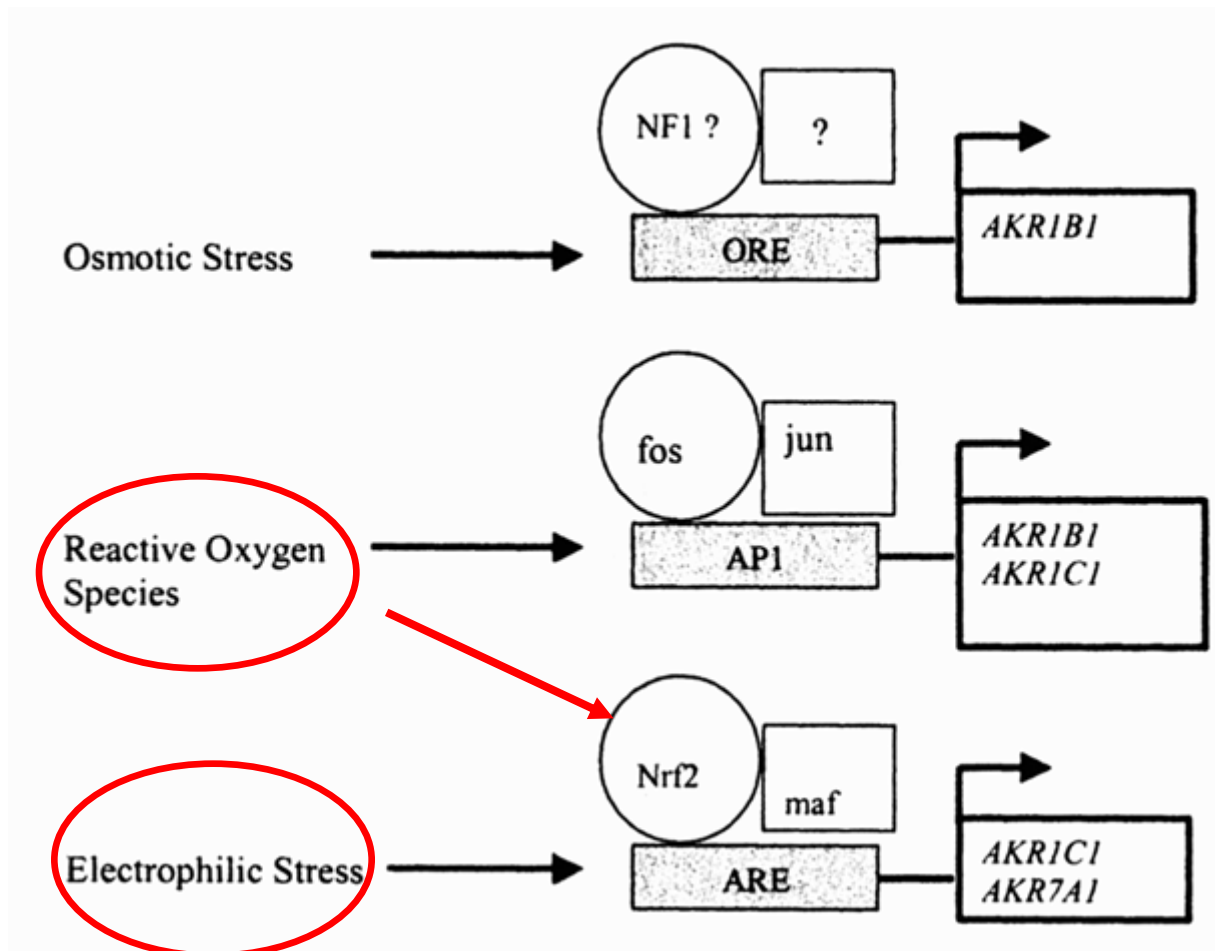 NF1 ?
?
Osmotic Stress
ORE
AKR1B1
fos
jun
Reactive Oxygen
Species
AP1
AKR1B1
AKR1C1
Nrf2
maf
Electrophilic Stress
ARE
AKR1C1
AKR7A1